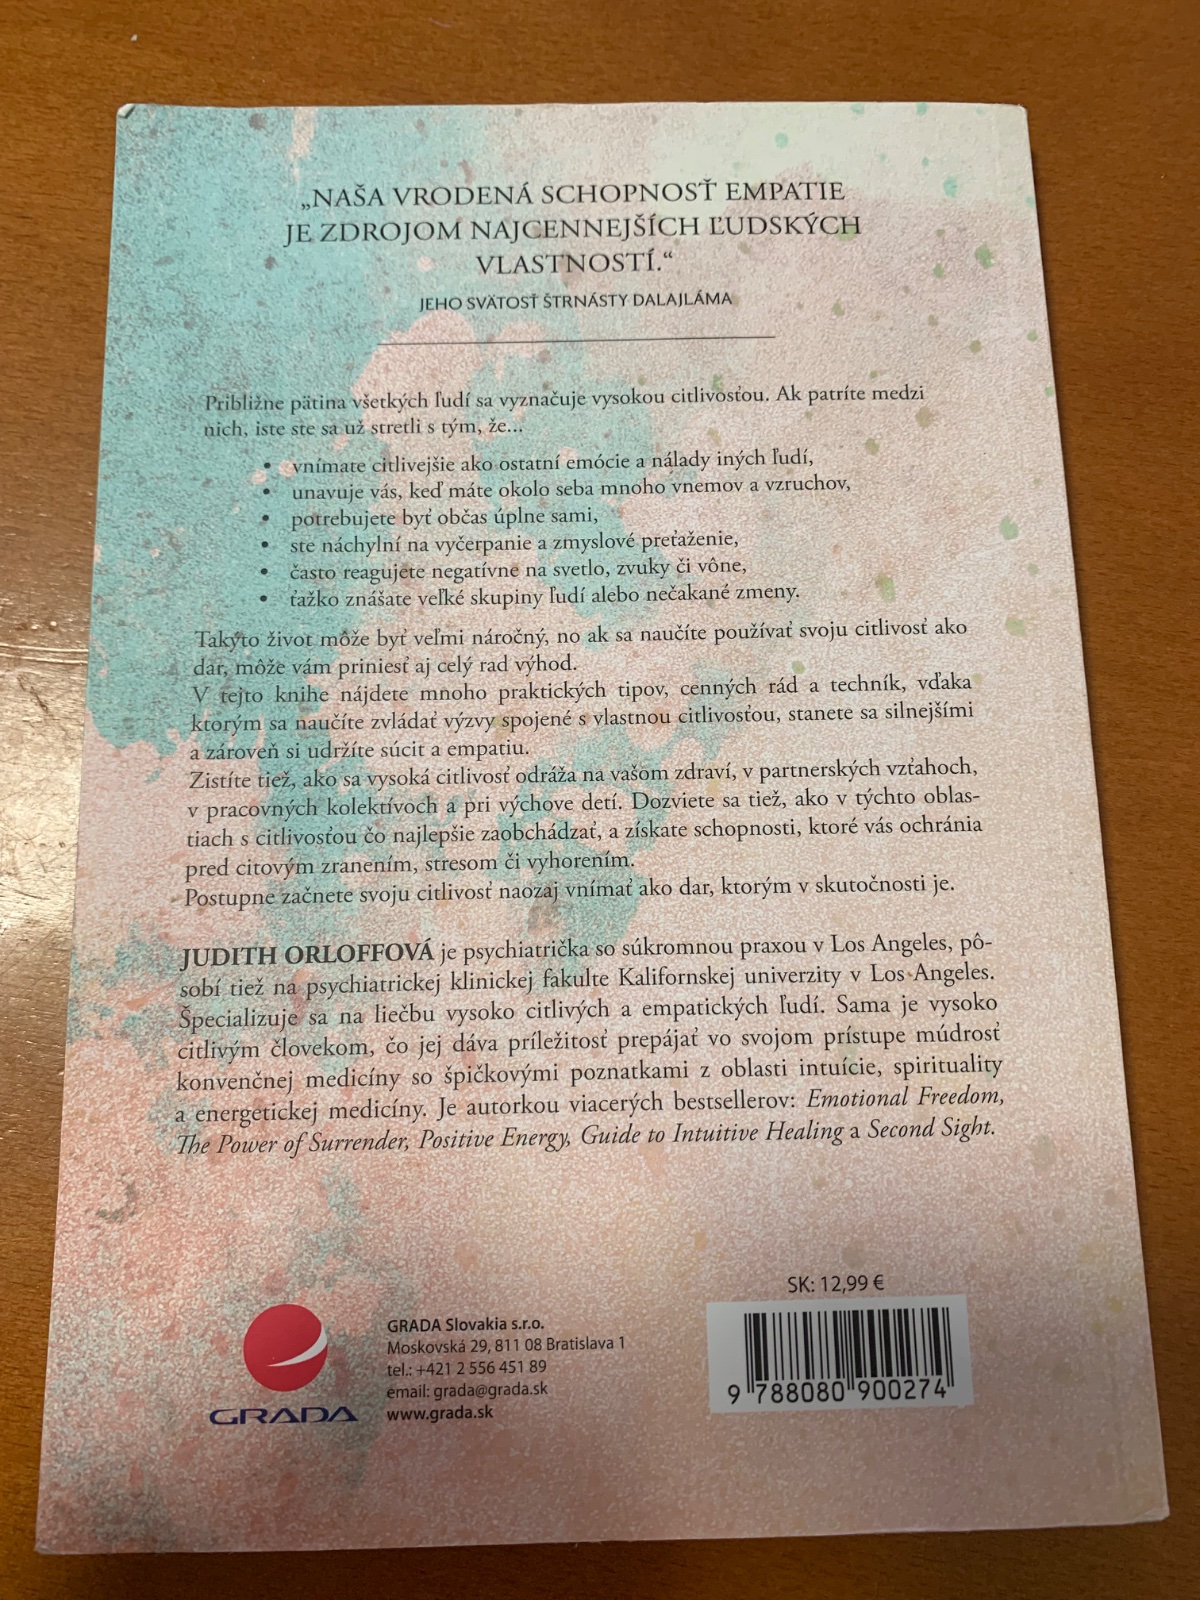 „NAŠA VRODENÁ SCHOPNOSŤ EMPATIE
JE ZDROJOM NAJCENNEJŠÍCH ĽUDSKÝCH
VLASTNOSTÍ.“
JEHO SVÄTOSŤ ŠTRNÁSTY DALAJLÁMA
Približne pätina všetkých ľudí sa vyznačuje vysokou citlivosťou. Ak patríte medzi
nich, iste ste sa už stretli s tým, že...
• vnímate citlivejšie ako ostatní emócie a nálady iných ľudí,
• unavuje vás, keď máte okolo seba mnoho vnemov a vzruchov,
• potrebujete byť občas úplne sami,
• ste náchylní na vyčerpanie a zmyslové preťaženie,
• často reagujete negatívne na svetlo, zvuky či vône,
• ťažko znášate veľké skupiny ľudí alebo nečakané zmeny.
Takýto život môže byť veľmi náročný, no ak sa naučíte používať svoju citlivosť ako
dar, môže vám priniesť aj celý rad výhod.
V tejto knihe nájdete mnoho praktických tipov, cenných rád a techník, vďaka
ktorým sa naučíte zvládať výzvy spojené s vlastnou citlivosťou, stanete sa silnejšími
a zároveň si udržíte súcit a empatiu.
Zistíte tiež, ako sa vysoká citlivosť odráža na vašom zdraví, v partnerských vzťahoch,
v pracovných kolektívoch a pri výchove detí. Dozviete sa tiež, ako v týchto oblas-
tiach s citlivosťou čo najlepšie zaobchádzať, a získate schopnosti, ktoré vás ochránia
pred citovým zranením, stresom či vyhorením.
Postupne začnete svoju citlivosť naozaj vnímať ako dar, ktorým v skutočnosti je.
JUDITH ORLOFFOVÁ je psychiatrička so súkromnou praxou v Los Angeles, pô-
sobí tiež na psychiatrickej klinickej fakulte Kalifornskej univerzity v Los Angeles.
Špecializuje sa na liečbu vysoko citlivých a empatických ľudí. Sama je vysoko
citlivým človekom, čo jej dáva príležitosť prepájať vo svojom prístupe múdrosť
konvenčnej medicíny so špičkovými poznatkami z oblasti intuície, spirituality
a energetickej medicíny. Je autorkou viacerých bestsellerov: Emotional Freedom,
The Power of Surrender, Positive Energy, Guide to Intuitive Healing a Second Sight.
SK: 12,99 €
GRADA Slovakia s.r.o.
Moskovská 29, 811 08 Bratislava 1
tel.: +421 2 556 451 89
email: grada@grada.sk
www.grada.sk
GRADA
9 788080 900274